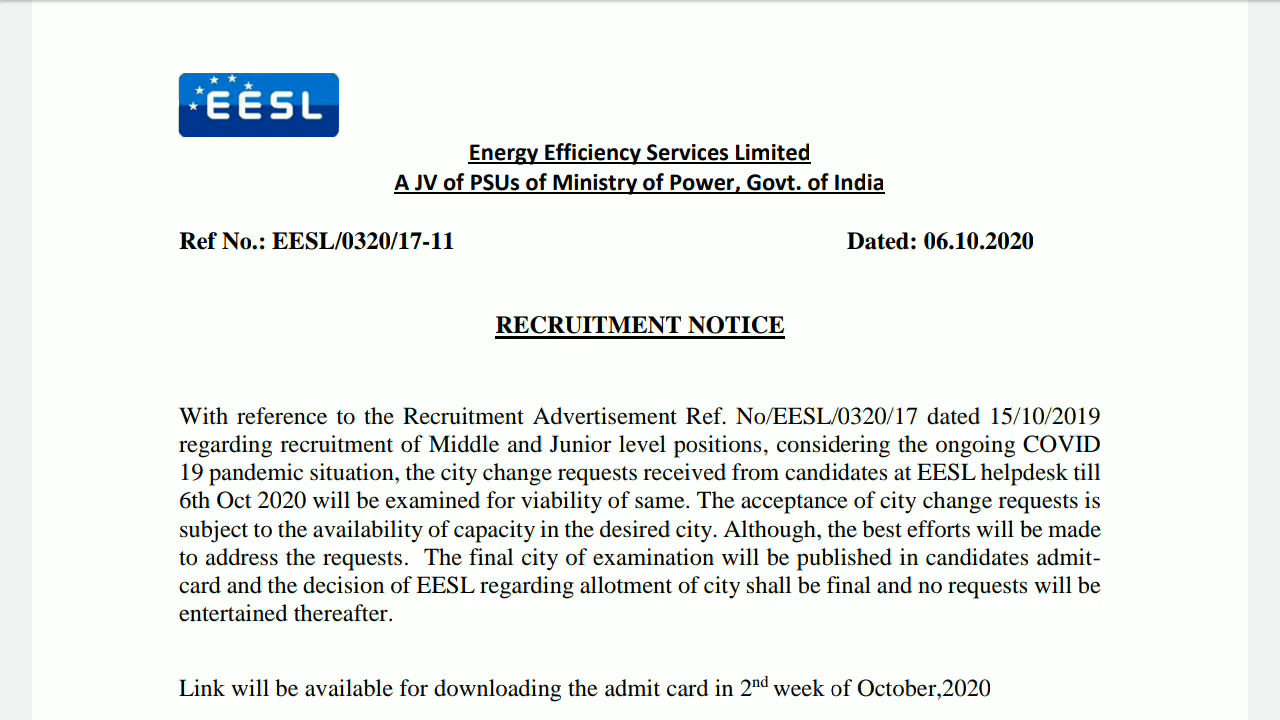 EESL
Energy Efficiency Services Limited
A JV of PSUs of Ministry of Power, Govt. of India
Ref No.: EESL/0320/17-11 Dated: 06.10.2020
RECRUITMENT NOTICE
With reference to the Recruitment Advertisement Ref. No/EESL/0320/17 dated 15/10/2019
regarding recruitment of Middle and Junior level positions, considering the ongoing COVID
19 pandemic situation, the city change requests received from candidates at EESL helpdesk till
6th Oct 2020 will be examined for viability of same. The acceptance of city change requests is
subject to the availability of capacity in the desired city. Although, the best efforts will be made
to address the requests.  The final city of examination will be published in candidates admit-
card and the decision of EESL regarding allotment of city shall be final and no requests will be
entertained thereafter.
Link will be available for downloading the admit card in 2nd week of October,2020